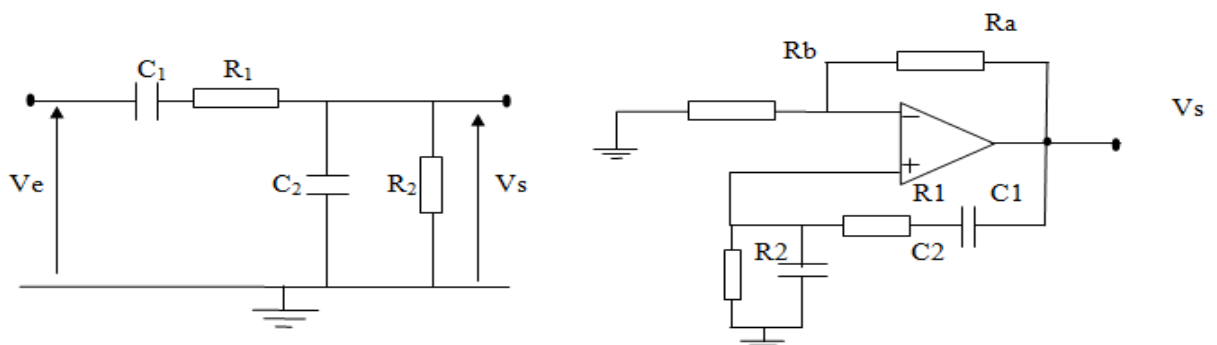 C₁
R₁
Ve
C₂
R₂
Vs
Ra
Rb
Vs
−
+
R1
C1
R2
C2